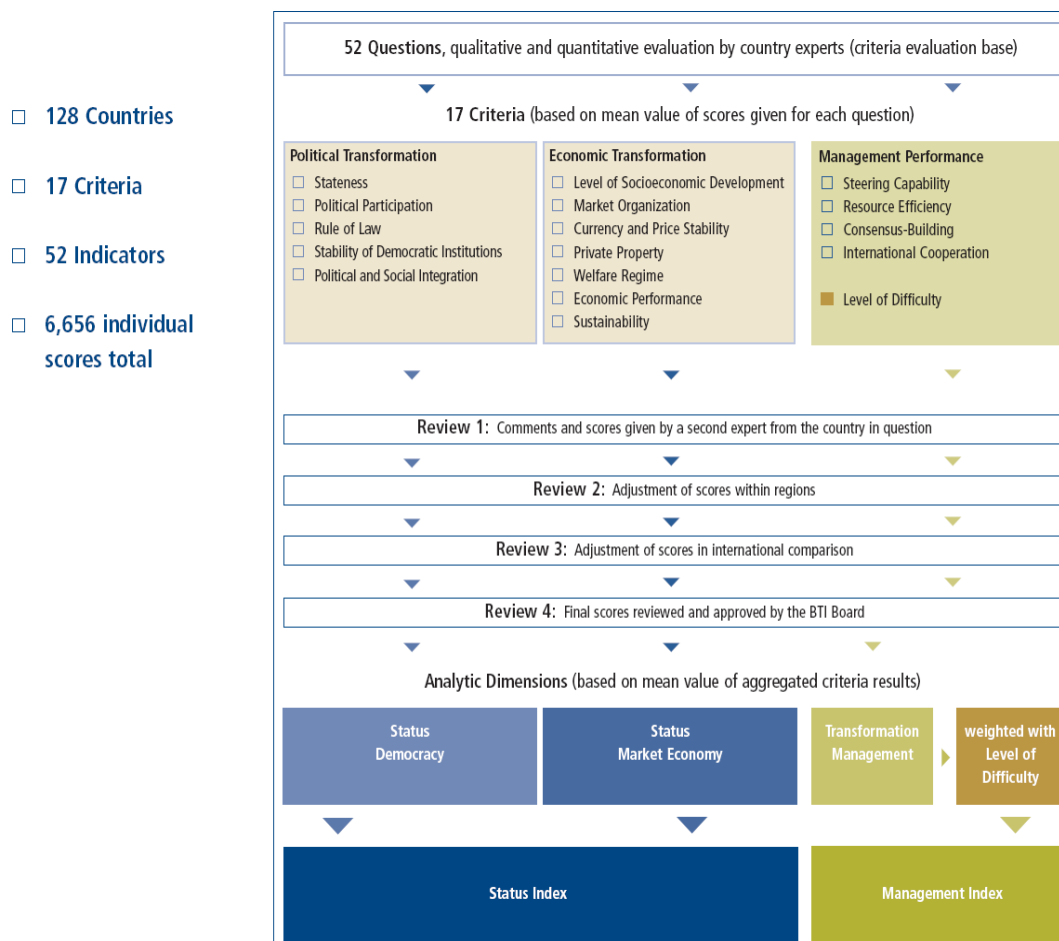 128 Countries
17 Criteria
52 Indicators
6,656 individual
scores total
52 Questions, qualitative and quantitative evaluation by country experts (criteria evaluation base)
17 Criteria (based on mean value of scores given for each question)
Political Transformation
Stateness
Political Participation
Rule of Law
Stability of Democratic Institutions
Political and Social Integration
Economic Transformation
Level of Socioeconomic Development
Market Organization
Currency and Price Stability
Private Property
Welfare Regime
Economic Performance
Sustainability
Management Performance
Steering Capability
Resource Efficiency
Consensus-Building
International Cooperation
Level of Difficulty
Review 1: Comments and scores given by a second expert from the country in question
Review 2: Adjustment of scores within regions
Review 3: Adjustment of scores in international comparison
Review 4: Final scores reviewed and approved by the BTI Board
Analytic Dimensions (based on mean value of aggregated criteria results)
Status
Democracy
Status
Market Economy
Transformation
Management
weighted with
Level of
Difficulty
Status Index
Management Index